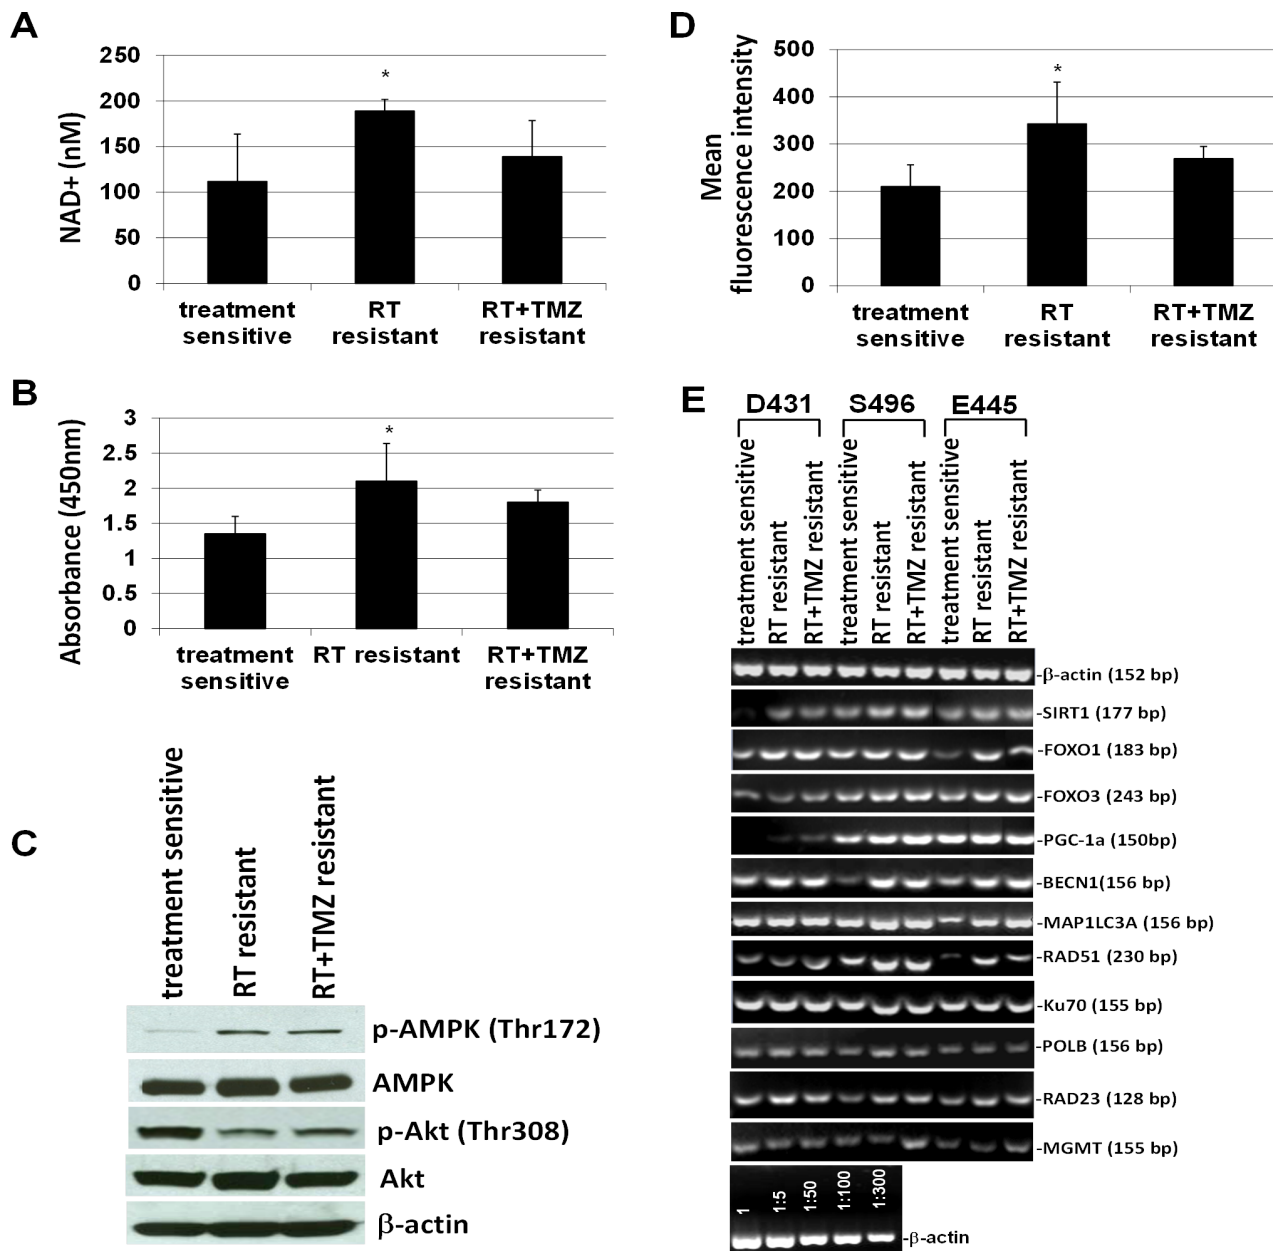 A
250
200
150
100
50
0
NAD+ (nM)
*
treatment
sensitive
RT
resistant
RT+TMZ
resistant
B
3
2.5
2
1.5
1
0.5
0
Absorbance (450nm)
*
treatment
sensitive
RT resistant
RT+TMZ
resistant
C
treatment sensitive
RT resistant
RT+TMZ resistant
p-AMPK (Thr172)
AMPK
p-Akt (Thr308)
Akt
β-actin
D
500
400
300
200
100
0
Mean
fluorescence intensity
*
treatment
sensitive
RT
resistant
RT+TMZ
resistant
E
D431
S496
E445
treatment sensitive
RT resistant
RT+TMZ resistant
treatment sensitive
RT resistant
RT+TMZ resistant
treatment sensitive
RT resistant
RT+TMZ resistant
-β-actin (152 bp)
-SIRT1 (177 bp)
-FOXO1 (183 bp)
-FOXO3 (243 bp)
-PGC-1a (150bp)
-BECN1(156 bp)
-MAP1LC3A (156 bp)
-RAD51 (230 bp)
-Ku70 (155 bp)
-POLB (156 bp)
-RAD23 (128 bp)
-MGMT (155 bp)
1
1:5
1:50
1:100
1:300
-β-actin